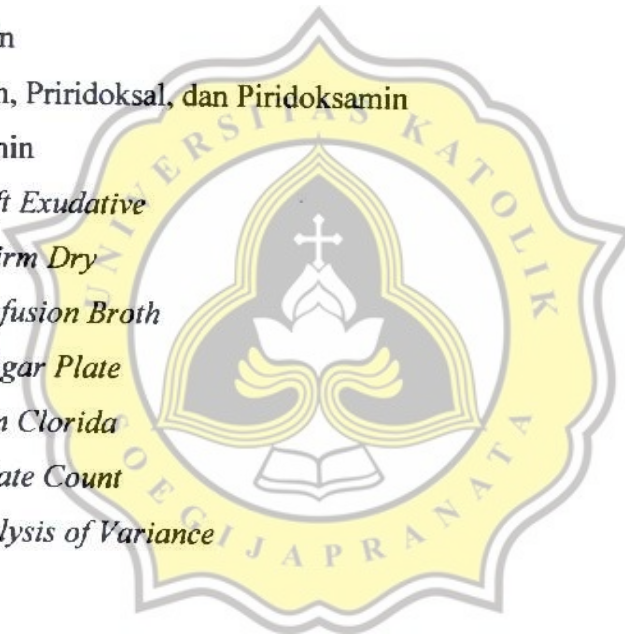 n
n, Priridoksal, dan Piridoksamin
nin
ft Exudative
irm Dry
fusion Broth
gar Plate
n Clorida
ate Count
lysis of Variance
UNIVERSITAS KATOLIK
SOEGIJAPRANATA